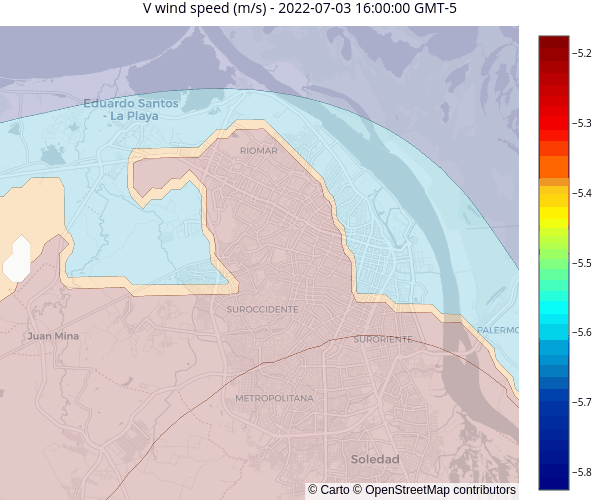 V wind speed (m/s) - 2022-07-03 16:00:00 GMT-5
Eduardo Santos
- La Playa
RIOMAR
SUROCCIDENTE
Juan Mina
SURORIENTE
PALERMO
METROPOLITANA
Soledad
© Carto © OpenStreetMap contributors
−5.2
−5.3
−5.4
−5.5
−5.6
−5.7
−5.8